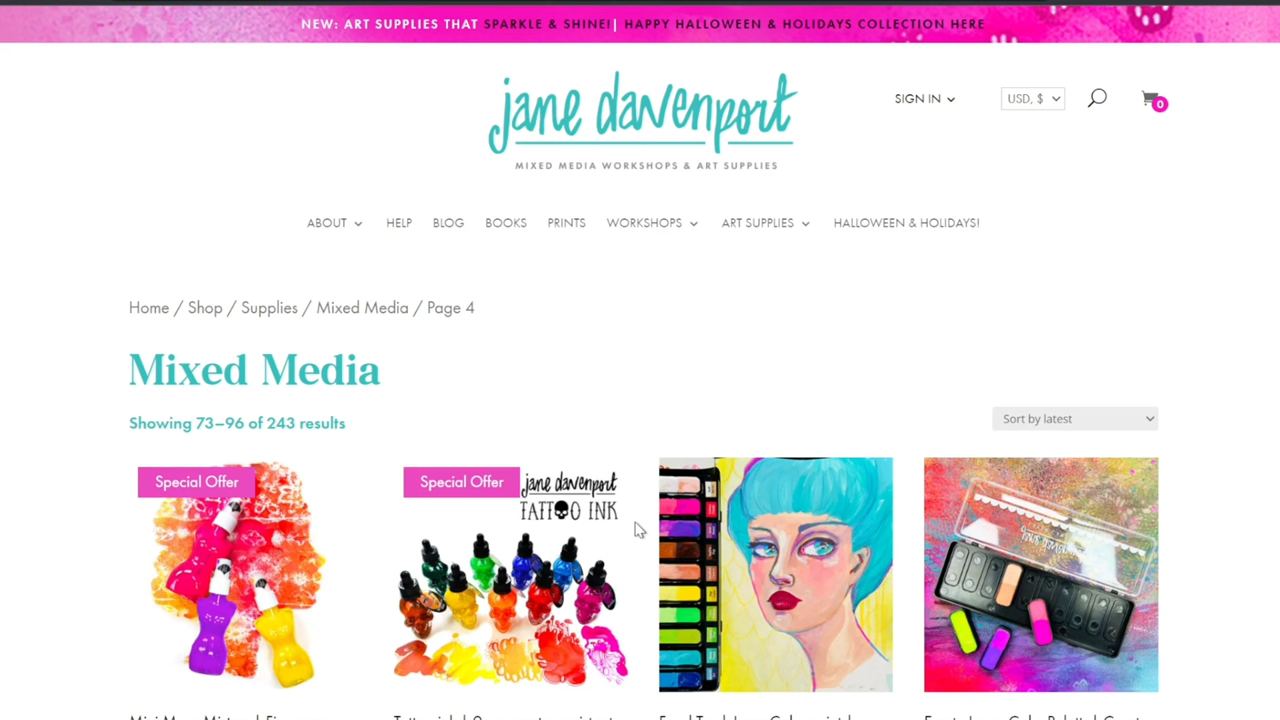 NEW: ART SUPPLIES THAT SPARKLE & SHINE!| HAPPY HALLOWEEN & HOLIDAYS COLLECTION HERE
jane davenport
MIXED MEDIA WORKSHOPS & ART SUPPLIES
SIGN IN
USD, $
0
ABOUT
HELP
BLOG
BOOKS
PRINTS
WORKSHOPS
ART SUPPLIES
HALLOWEEN & HOLIDAYS!
Home / Shop / Supplies / Mixed Media / Page 4
Mixed Media
Showing 73–96 of 243 results
Sort by latest
Special Offer
Special Offer
jane davenport
TATTOO INK